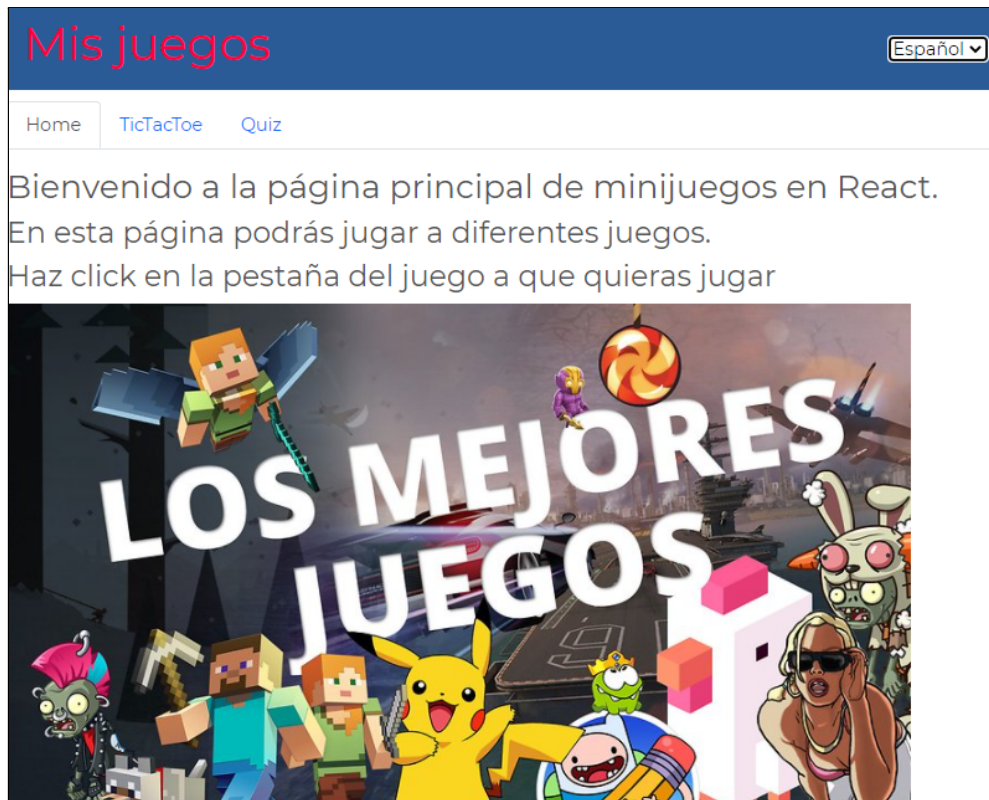 Mis juegos
Español
Home TicTacToe Quiz
Bienvenido a la página principal de minijuegos en React.
En esta página podrás jugar a diferentes juegos.
Haz click en la pestaña del juego a que quieras jugar
LOS MEJORES
JUEGOS